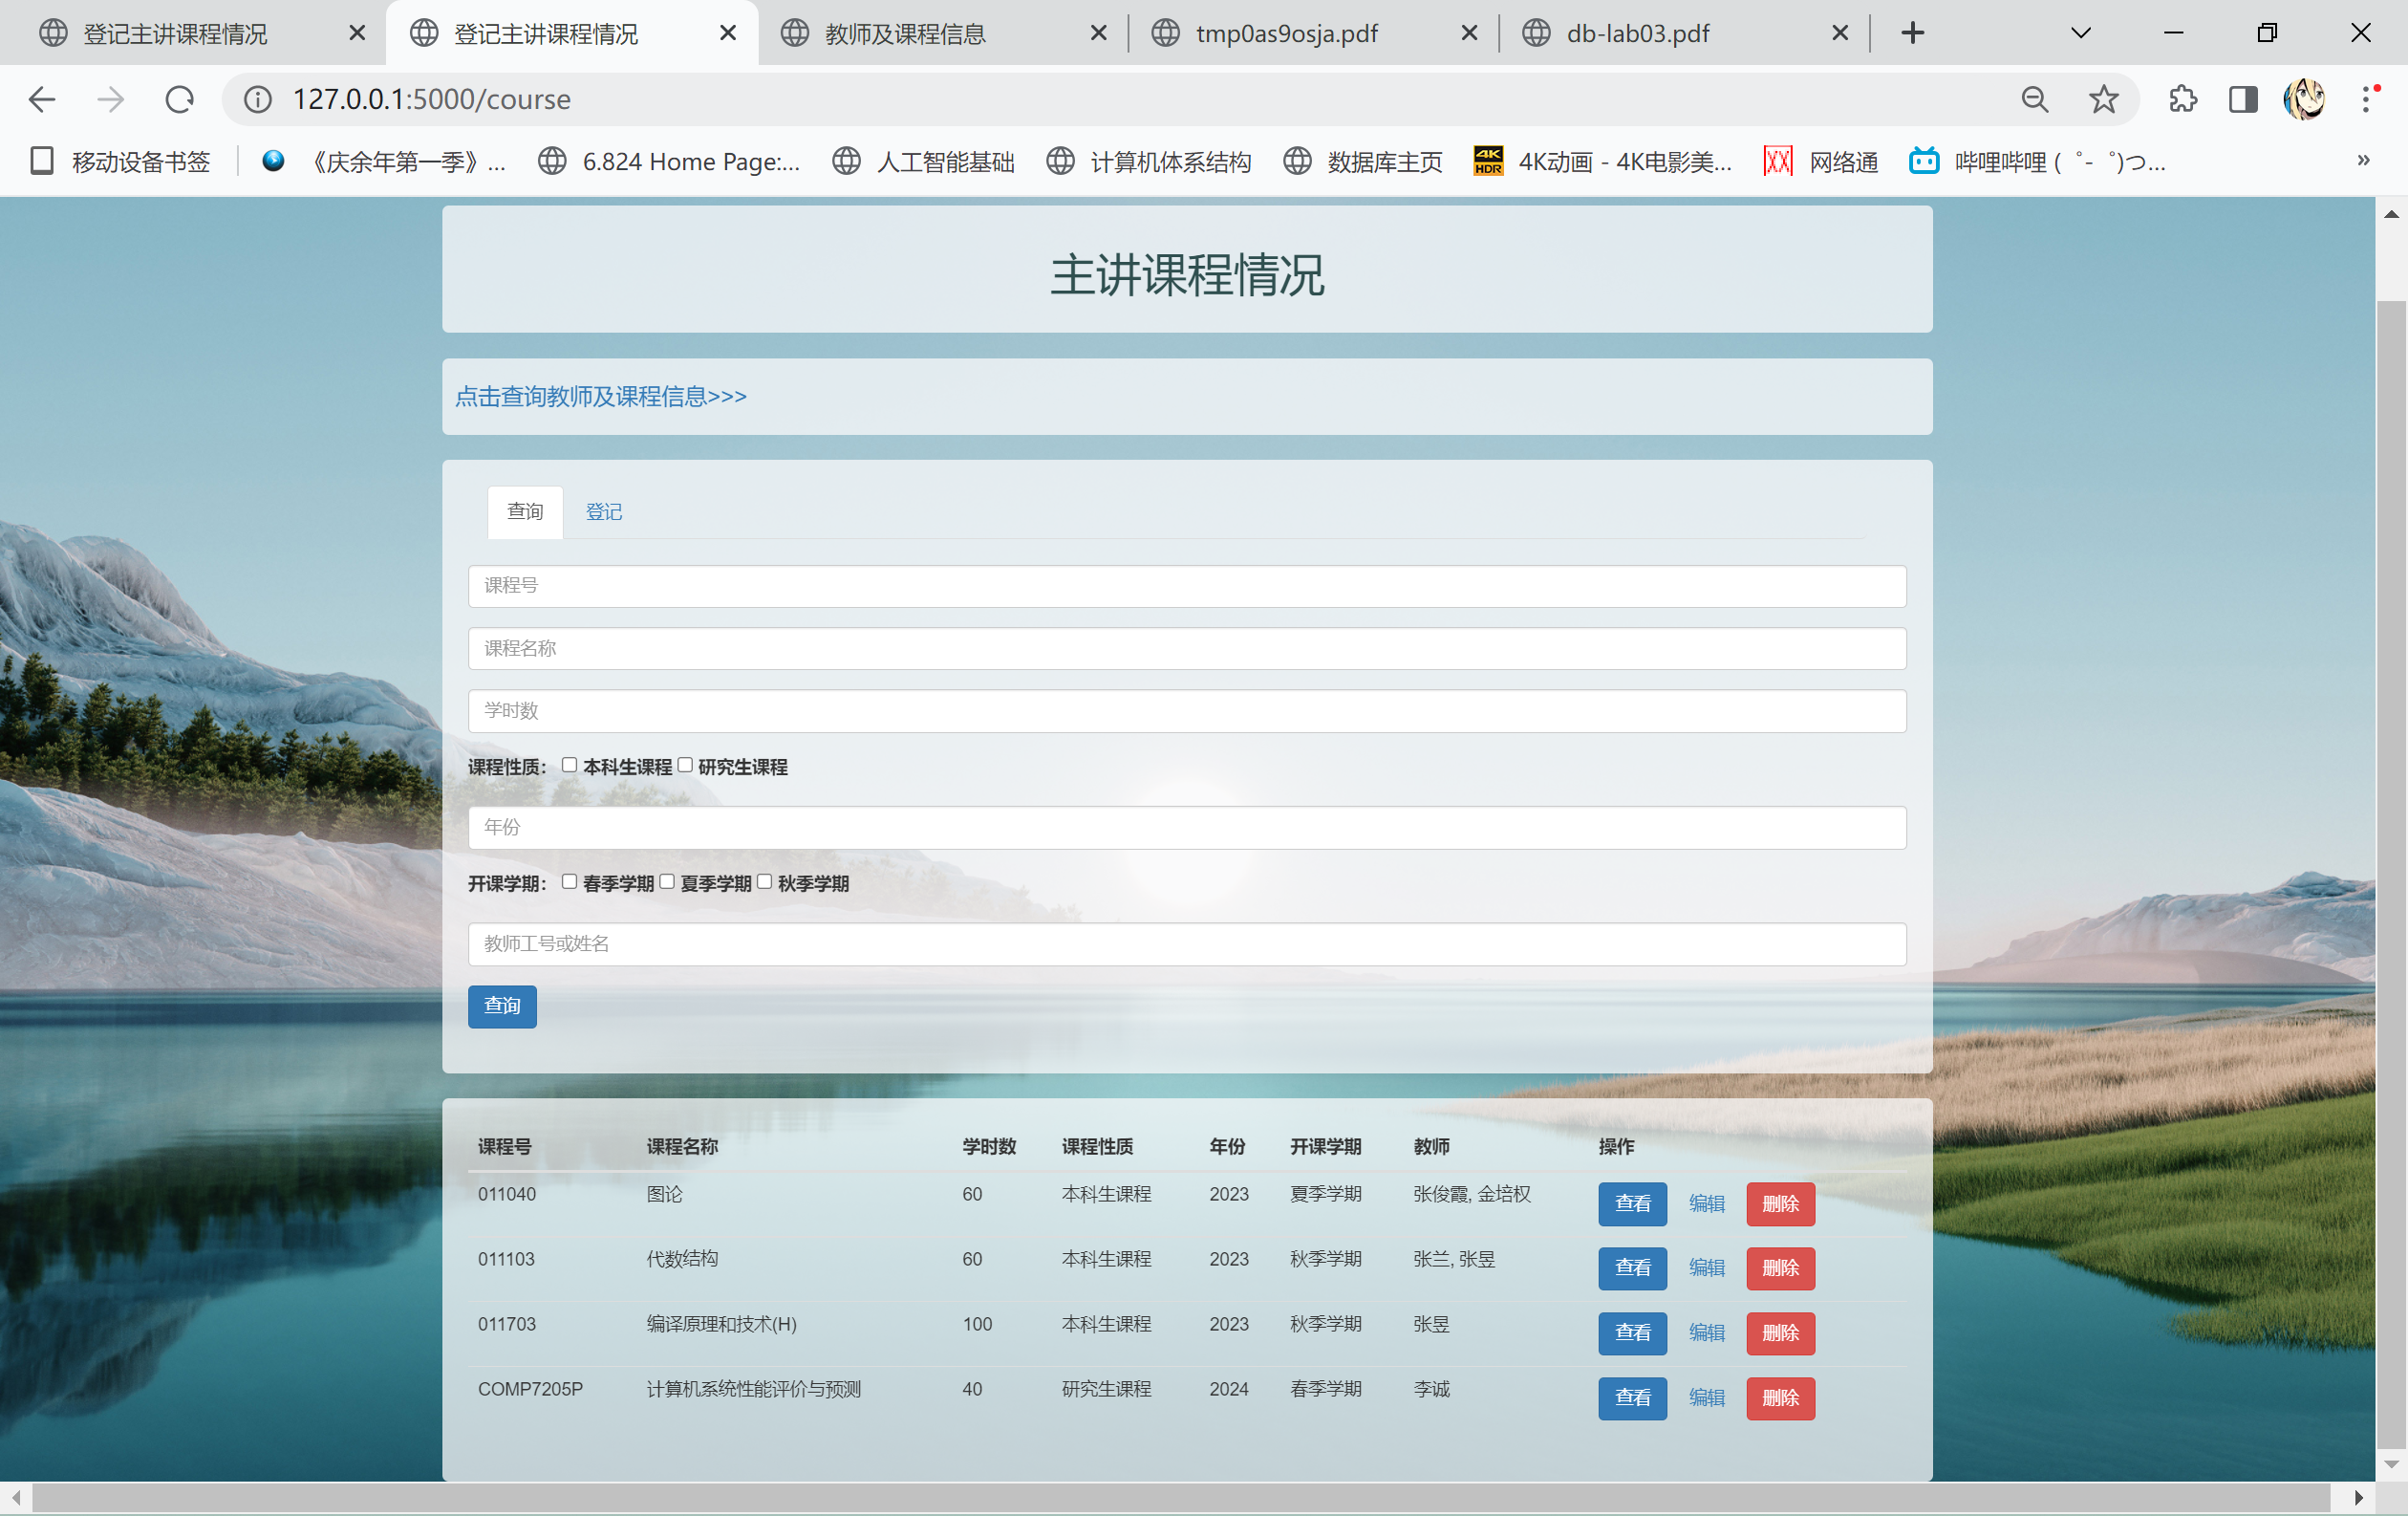 登记主讲课程情况
登记主讲课程情况
教师及课程信息
tmp0as9osja.pdf
db-lab03.pdf
127.0.0.1:5000/course
移动设备书签
《庆余年第一季》...
6.824 Home Page:...
人工智能基础
计算机体系结构
数据库主页
4K HDR
4K动画 - 4K电影美...
网络通
哔哩哔哩 (゜-゜)つ...
»
主讲课程情况
点击查询教师及课程信息>>>
查询 登记
课程号
课程名称
学时数
课程性质： 本科生课程 研究生课程
年份
开课学期： 春季学期 夏季学期 秋季学期
教师工号或姓名
查询
课程号 课程名称 学时数 课程性质 年份 开课学期 教师 操作
011040 图论 60 本科生课程 2023 夏季学期 张俊霞, 金培权 查看 编辑 删除
011103 代数结构 60 本科生课程 2023 秋季学期 张兰, 张昱 查看 编辑 删除
011703 编译原理和技术(H) 100 本科生课程 2023 秋季学期 张昱 查看 编辑 删除
COMP7205P 计算机系统性能评价与预测 40 研究生课程 2024 春季学期 李诚 查看 编辑 删除